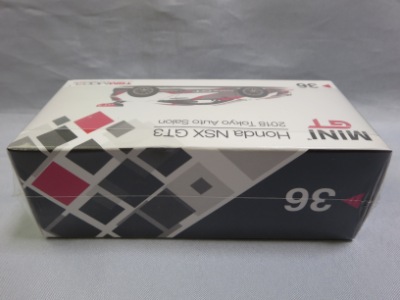 MINI
GT
Honda NSX GT3
2018 Tokyo Auto Salon
36
36